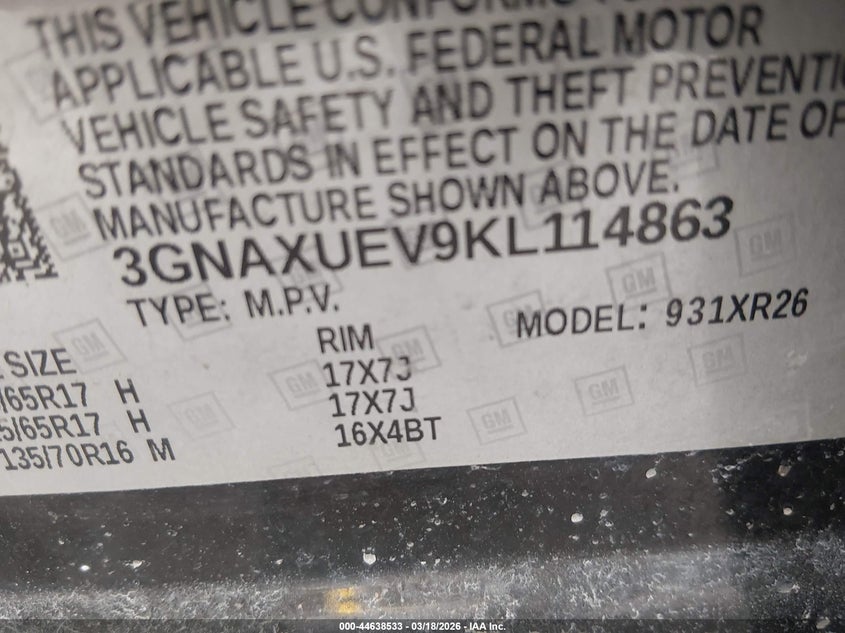 THIS VEHICLE CONFORMS
APPLICABLE U.S. FEDERAL MOTOR
VEHICLE SAFETY AND THEFT PREVENTI
STANDARDS IN EFFECT ON THE DATE OF
MANUFACTURE SHOWN ABOVE.
3GNAXUEV9KL114863
TYPE: M.P.V.
MODEL: 931XR26
SIZE RIM
/65R17 H 17X7J
5/65R17 H 17X7J
135/70R16 M 16X4BT
GM
000-44638533 - 03/18/2026 - IAA Inc.